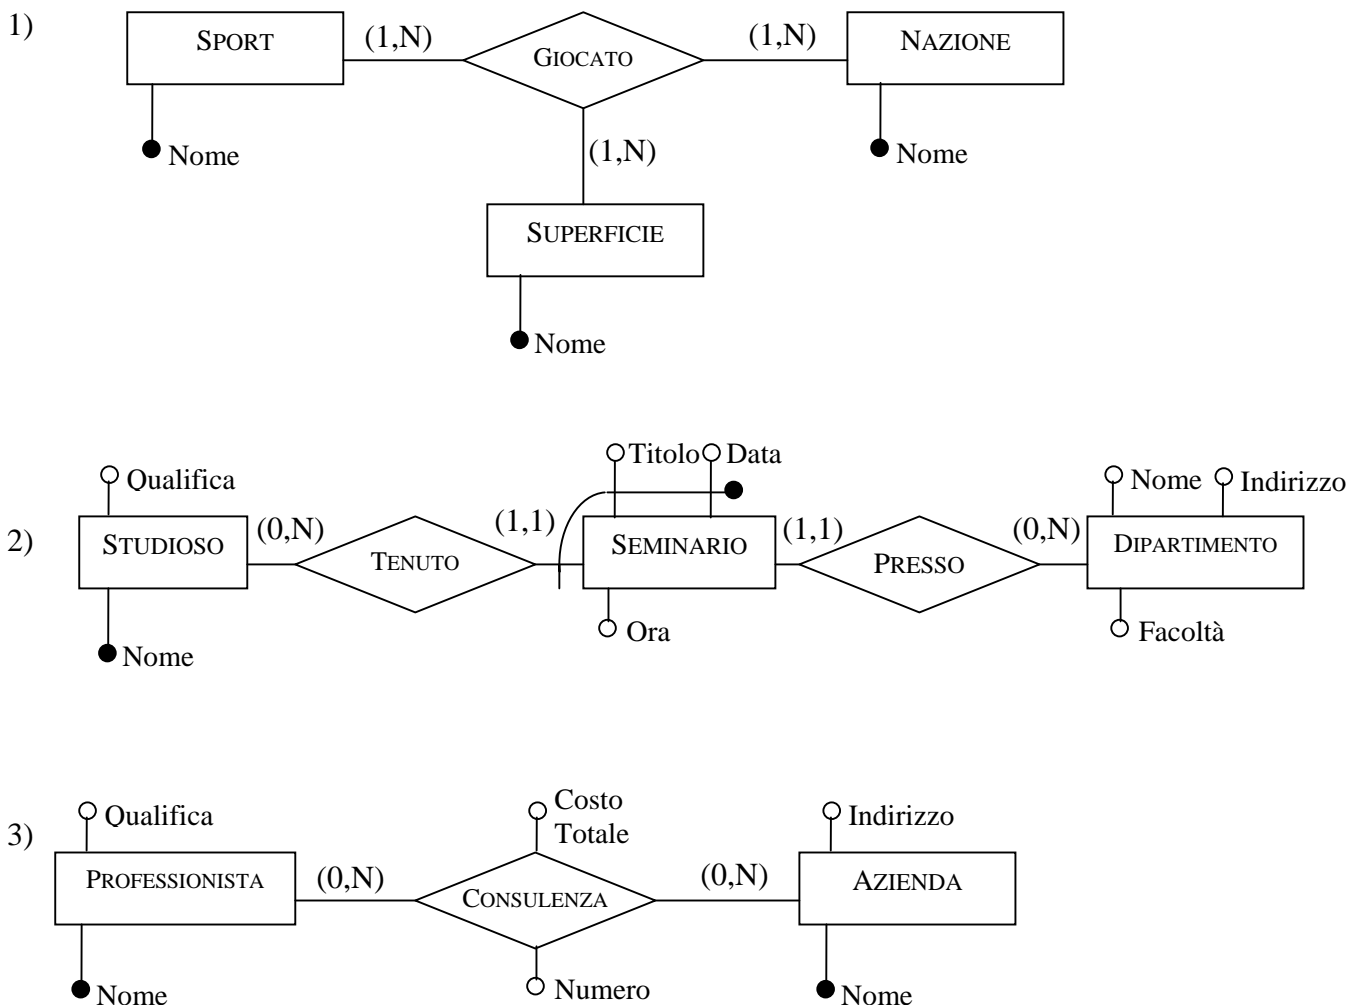 1)
SPORT (1,N) GIOCATO (1,N) NAZIONE
Nome (1,N) Nome
SUPERFICIE
Nome
Titolo Data
Qualifica Nome Indirizzo
2) STUDIOSO (0,N) TENUTO (1,1) SEMINARIO (1,1) PRESSO (0,N) DIPARTIMENTO
Ora Facoltà
Nome
Costo
Qualifica Totale Indirizzo
3) PROFESSIONISTA (0,N) CONSULENZA (0,N) AZIENDA
Nome Numero Nome